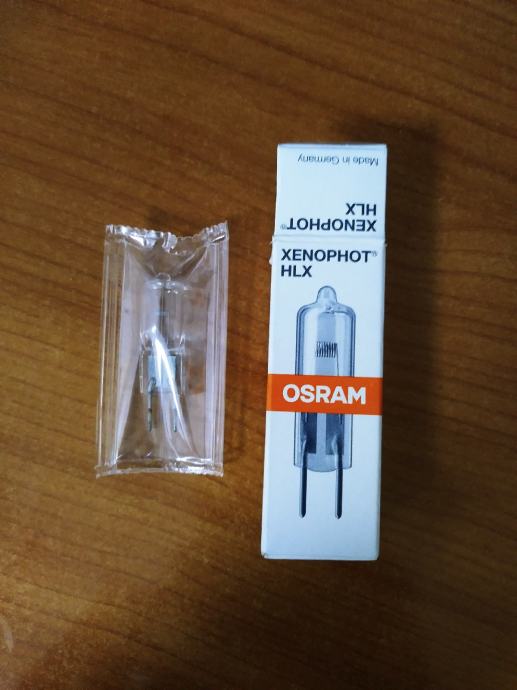 Made in Germany
XENOPHOT®
HLX
XENOPHOT®
HLX
OSRAM